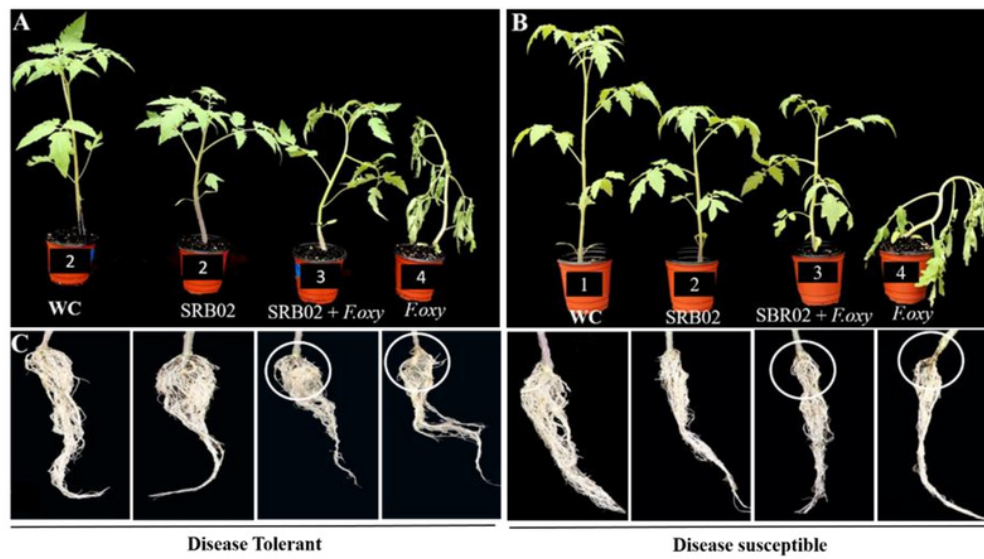 A
2
2
3
4
WC
SRB02
SRB02 + F.oxy
F.oxy
B
1
2
3
4
WC
SRB02
SBR02 + F.oxy
F.oxy
C
Disease Tolerant
Disease susceptible